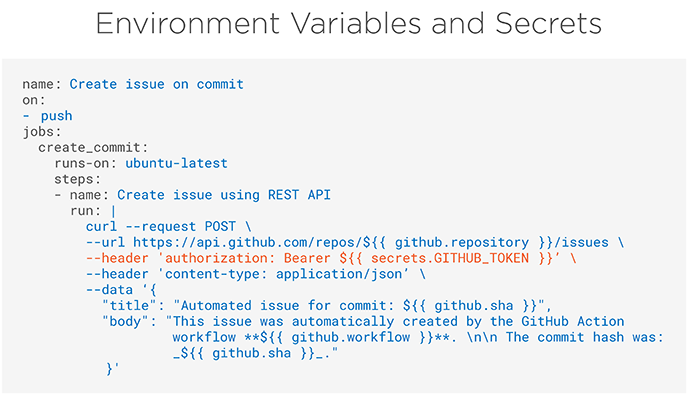 Environment Variables and Secrets
name: Create issue on commit
on:
- push
jobs:
  create_commit:
    runs-on: ubuntu-latest
    steps:
    - name: Create issue using REST API
      run: |
        curl --request POST \
        --url https://api.github.com/repos/${{ github.repository }}/issues \
        --header 'authorization: Bearer ${{ secrets.GITHUB_TOKEN }}’ \
        --header 'content-type: application/json’ \
        --data ‘{
          "title": "Automated issue for commit: ${{ github.sha }}",
          "body": "This issue was automatically created by the GitHub Action
                   workflow **${{ github.workflow }}**. \n\n The commit hash was:
                   _${{ github.sha }}_."
          }'